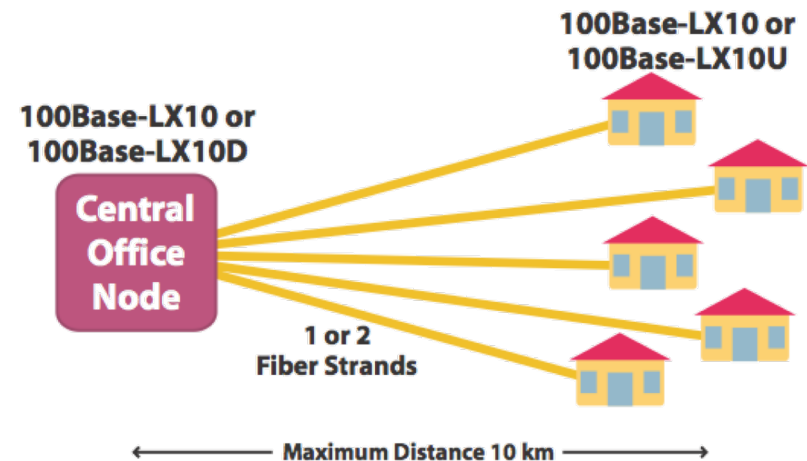 100Base-LX10 or
100Base-LX10U
100Base-LX10 or
100Base-LX10D
Central
Office
Node
1 or 2
Fiber Strands
Maximum Distance 10 km